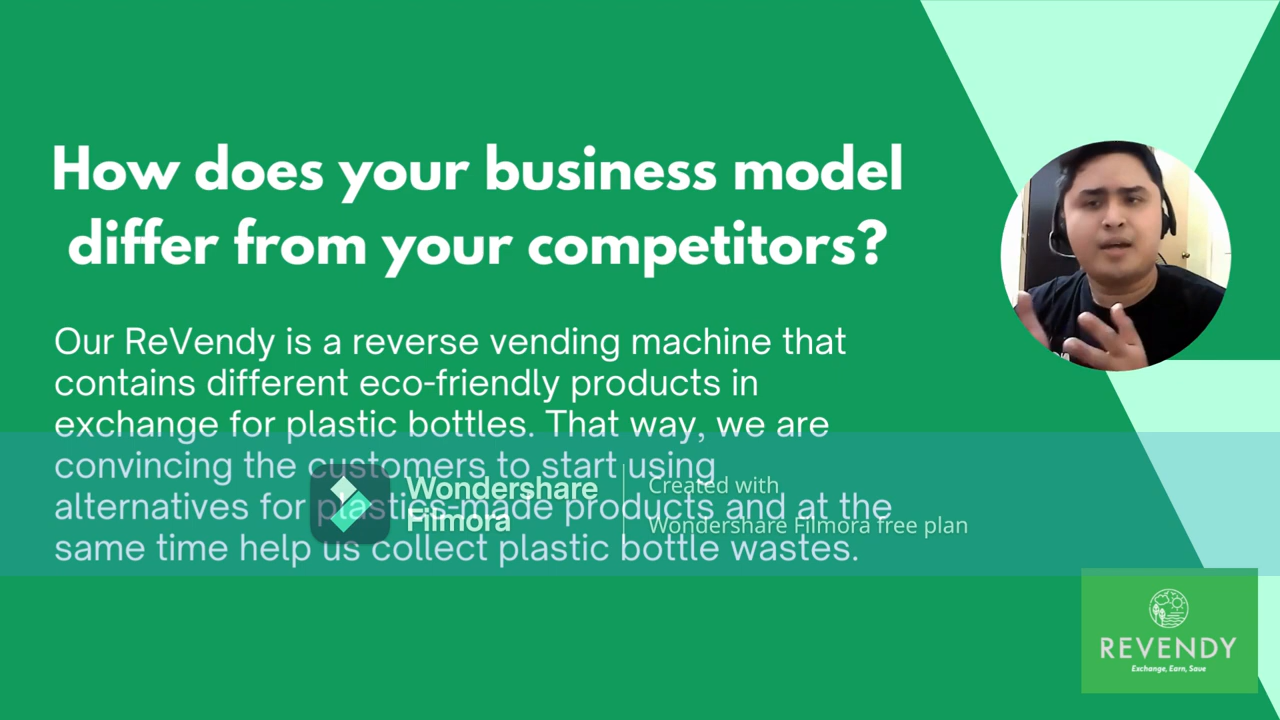 How does your business model
differ from your competitors?
Our ReVendy is a reverse vending machine that
contains different eco-friendly products in
exchange for plastic bottles. That way, we are
convincing the customers to start using
alternatives for plastics-made products and at the
same time help us collect plastic bottle wastes.
Wondershare
Filmora
Created with
Wondershare Filmora free plan
REVENDY
Exchange, Earn, Save